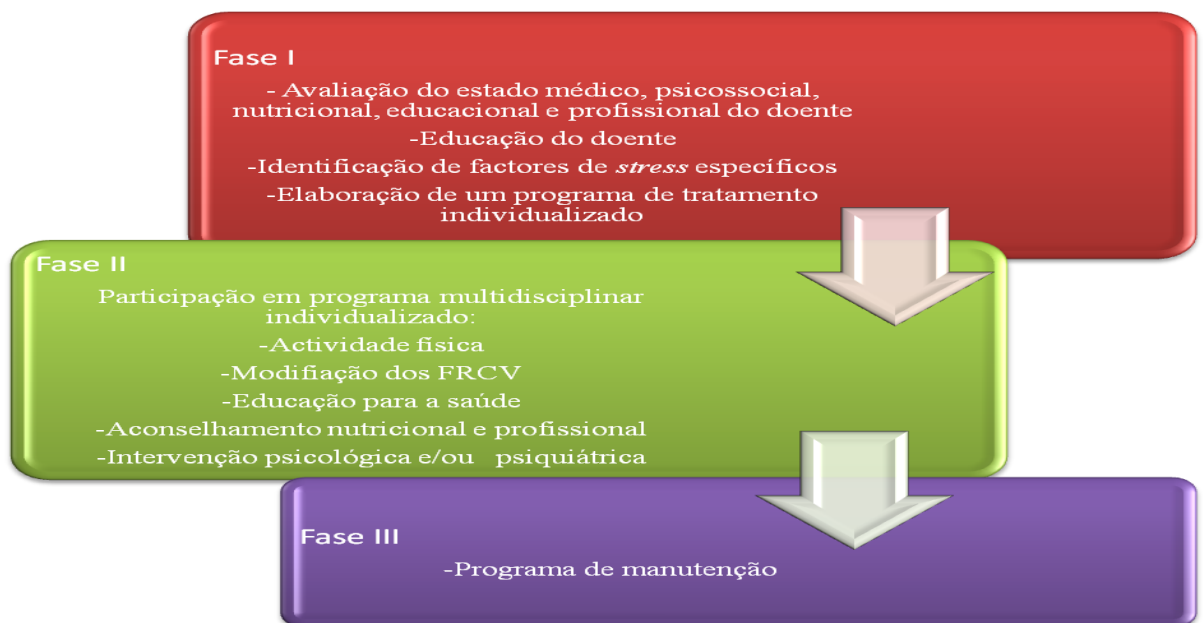 Fase I
- Avaliação do estado médico, psicossocial,
nutricional, educacional e profissional do doente
-Educação do doente
-Identificação de factores de stress específicos
-Elaboração de um programa de tratamento
individualizado
Fase II
Participação em programa multidisciplinar
individualizado:
-Actividade física
-Modifiação dos FRCV
-Educação para a saúde
-Aconselhamento nutricional e profissional
-Intervenção psicológica e/ou psiquiátrica
Fase III
-Programa de manutenção